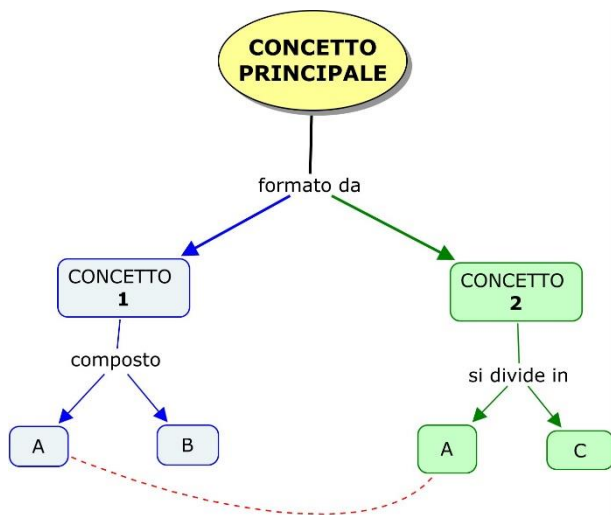 CONCETTO
PRINCIPALE
formato da
CONCETTO
1
CONCETTO
2
composto
si divide in
A
B
A
C